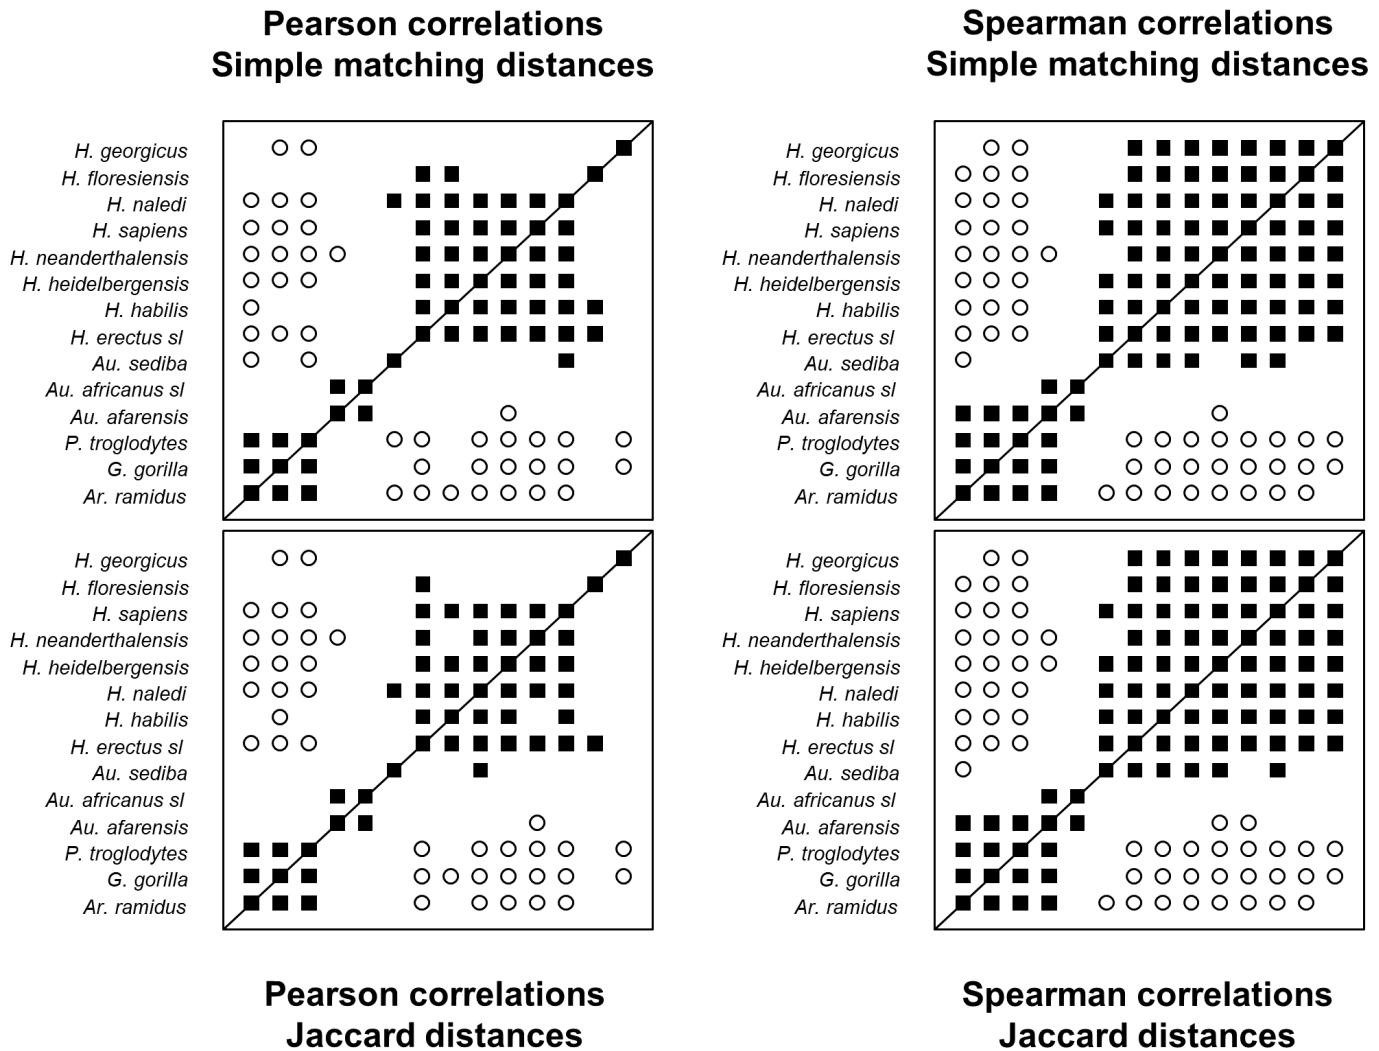 Pearson correlations
Simple matching distances
Spearman correlations
Simple matching distances
H. georgicus
H. floresiensis
H. naledi
H. sapiens
H. neanderthalensis
H. heidelbergensis
H. habilis
H. erectus sl
Au. sediba
Au. africanus sl
Au. afarensis
P. troglodytes
G. gorilla
Ar. ramidus
H. georgicus
H. floresiensis
H. naledi
H. sapiens
H. neanderthalensis
H. heidelbergensis
H. habilis
H. erectus sl
Au. sediba
Au. africanus sl
Au. afarensis
P. troglodytes
G. gorilla
Ar. ramidus
H. georgicus
H. floresiensis
H. sapiens
H. neanderthalensis
H. heidelbergensis
H. naledi
H. habilis
H. erectus sl
Au. sediba
Au. africanus sl
Au. afarensis
P. troglodytes
G. gorilla
Ar. ramidus
H. georgicus
H. floresiensis
H. sapiens
H. neanderthalensis
H. heidelbergensis
H. naledi
H. habilis
H. erectus sl
Au. sediba
Au. africanus sl
Au. afarensis
P. troglodytes
G. gorilla
Ar. ramidus
Pearson correlations
Jaccard distances
Spearman correlations
Jaccard distances